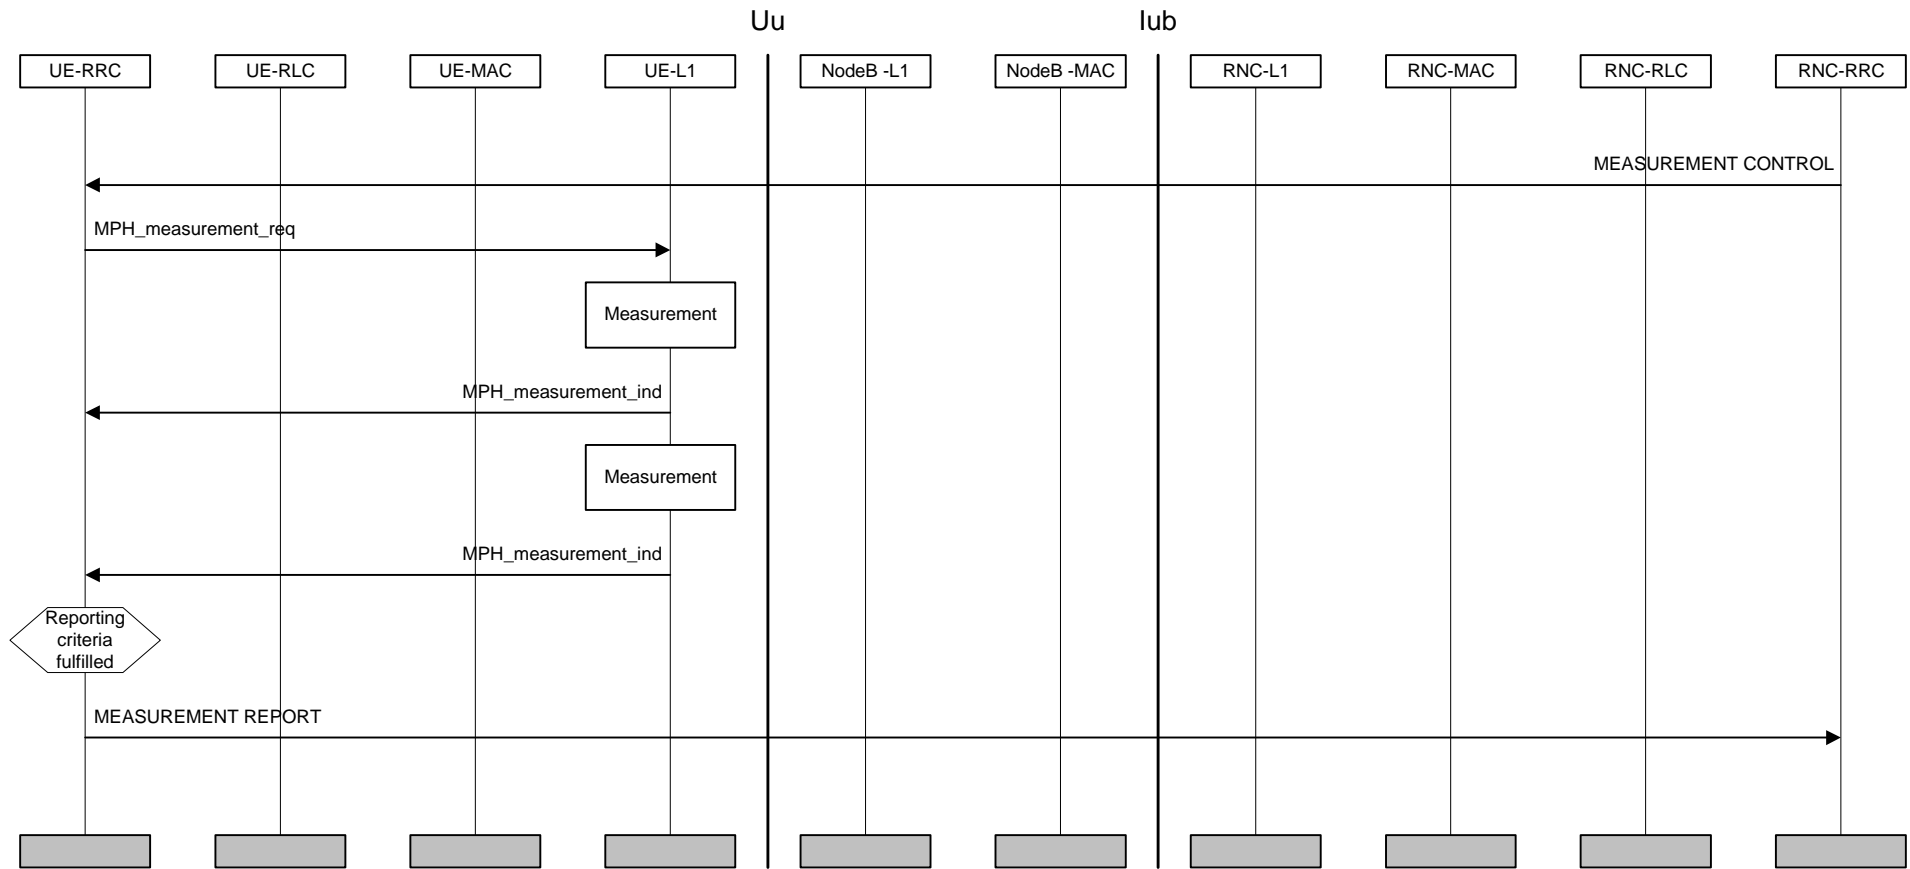 Uu
Iub
UE-RRC
UE-RLC
UE-MAC
UE-L1
NodeB -L1
NodeB -MAC
RNC-L1
RNC-MAC
RNC-RLC
RNC-RRC
MEASUREMENT CONTROL
MPH_measurement_req
Measurement
MPH_measurement_ind
Measurement
MPH_measurement_ind
Reporting
criteria
fulfilled
MEASUREMENT REPORT